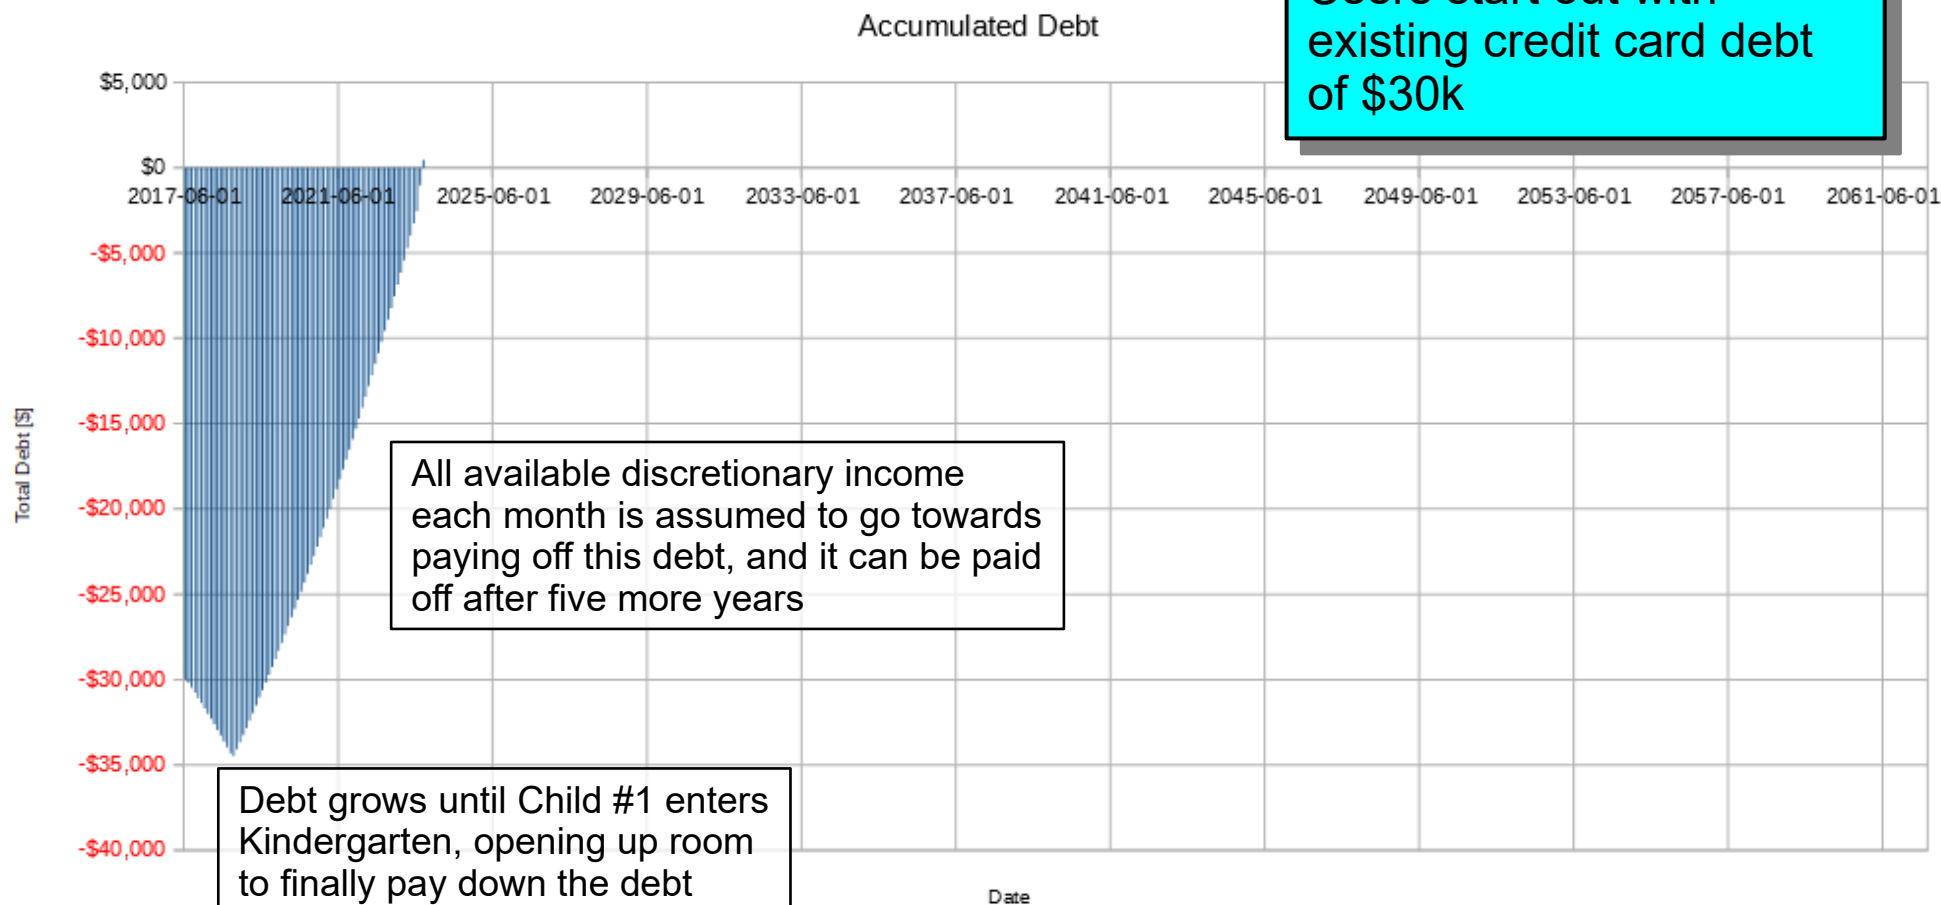 Accumulated Debt
Users start out with
existing credit card debt
of $30k
$5,000
$0
2017-06-01 2021-06-01 2025-06-01 2029-06-01 2033-06-01 2037-06-01 2041-06-01 2045-06-01 2049-06-01 2053-06-01 2057-06-01 2061-06-01
-$5,000
-$10,000
-$15,000
-$20,000
-$25,000
-$30,000
-$35,000
-$40,000
Total Debt [$]
All available discretionary income
each month is assumed to go towards
paying off this debt, and it can be paid
off after five more years
Debt grows until Child #1 enters
Kindergarten, opening up room
to finally pay down the debt
Date